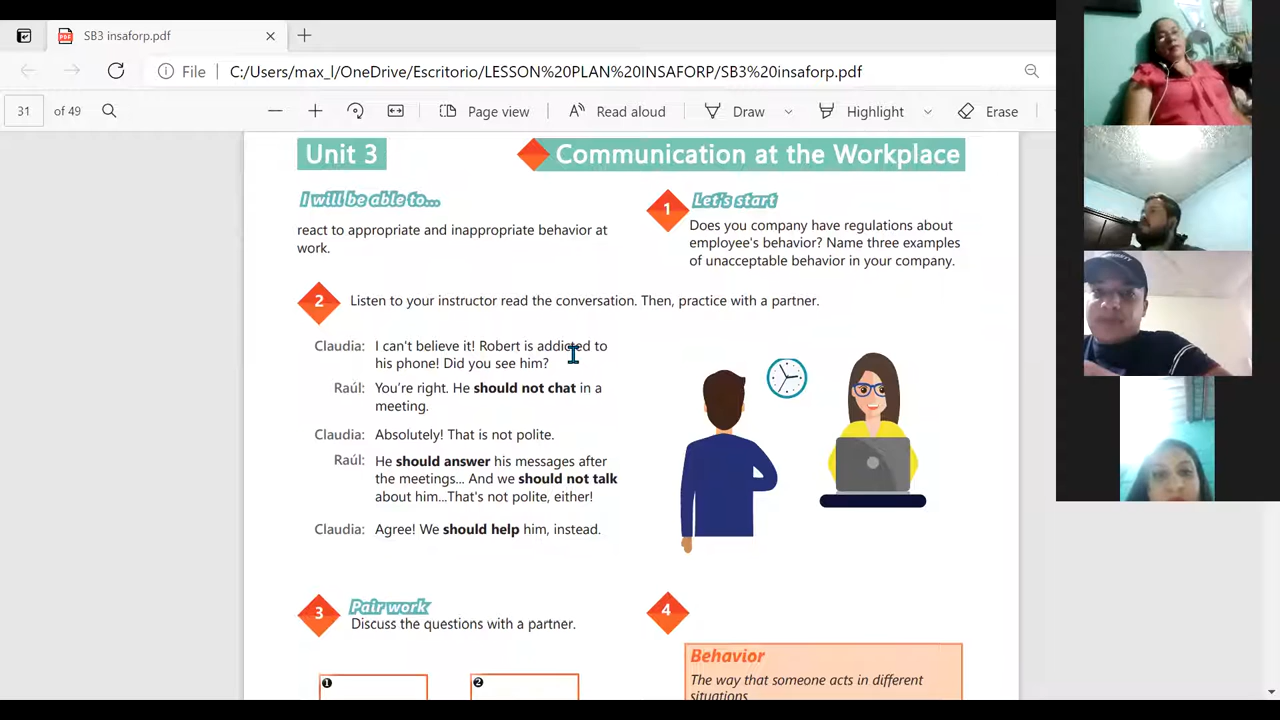 SB3 insaforp.pdf
File
C:/Users/max_l/OneDrive/Escritorio/LESSON%20PLAN%20INSAFORP/SB3%20insaforp.pdf
31 of 49
Page view
Read aloud
Draw
Highlight
Erase
Unit 3
Communication at the Workplace
I will be able to...
react to appropriate and inappropriate behavior at
work.
1
Let's start
Does you company have regulations about
employee's behavior? Name three examples
of unacceptable behavior in your company.
2
Listen to your instructor read the conversation. Then, practice with a partner.
Claudia: I can't believe it! Robert is addicted to
his phone! Did you see him?
Raúl: You're right. He should not chat in a
meeting.
Claudia: Absolutely! That is not polite.
Raúl: He should answer his messages after
the meetings... And we should not talk
about him...That's not polite, either!
Claudia: Agree! We should help him, instead.
3
Pair work
Discuss the questions with a partner.
1
2
4
Behavior
The way that someone acts in different
situations